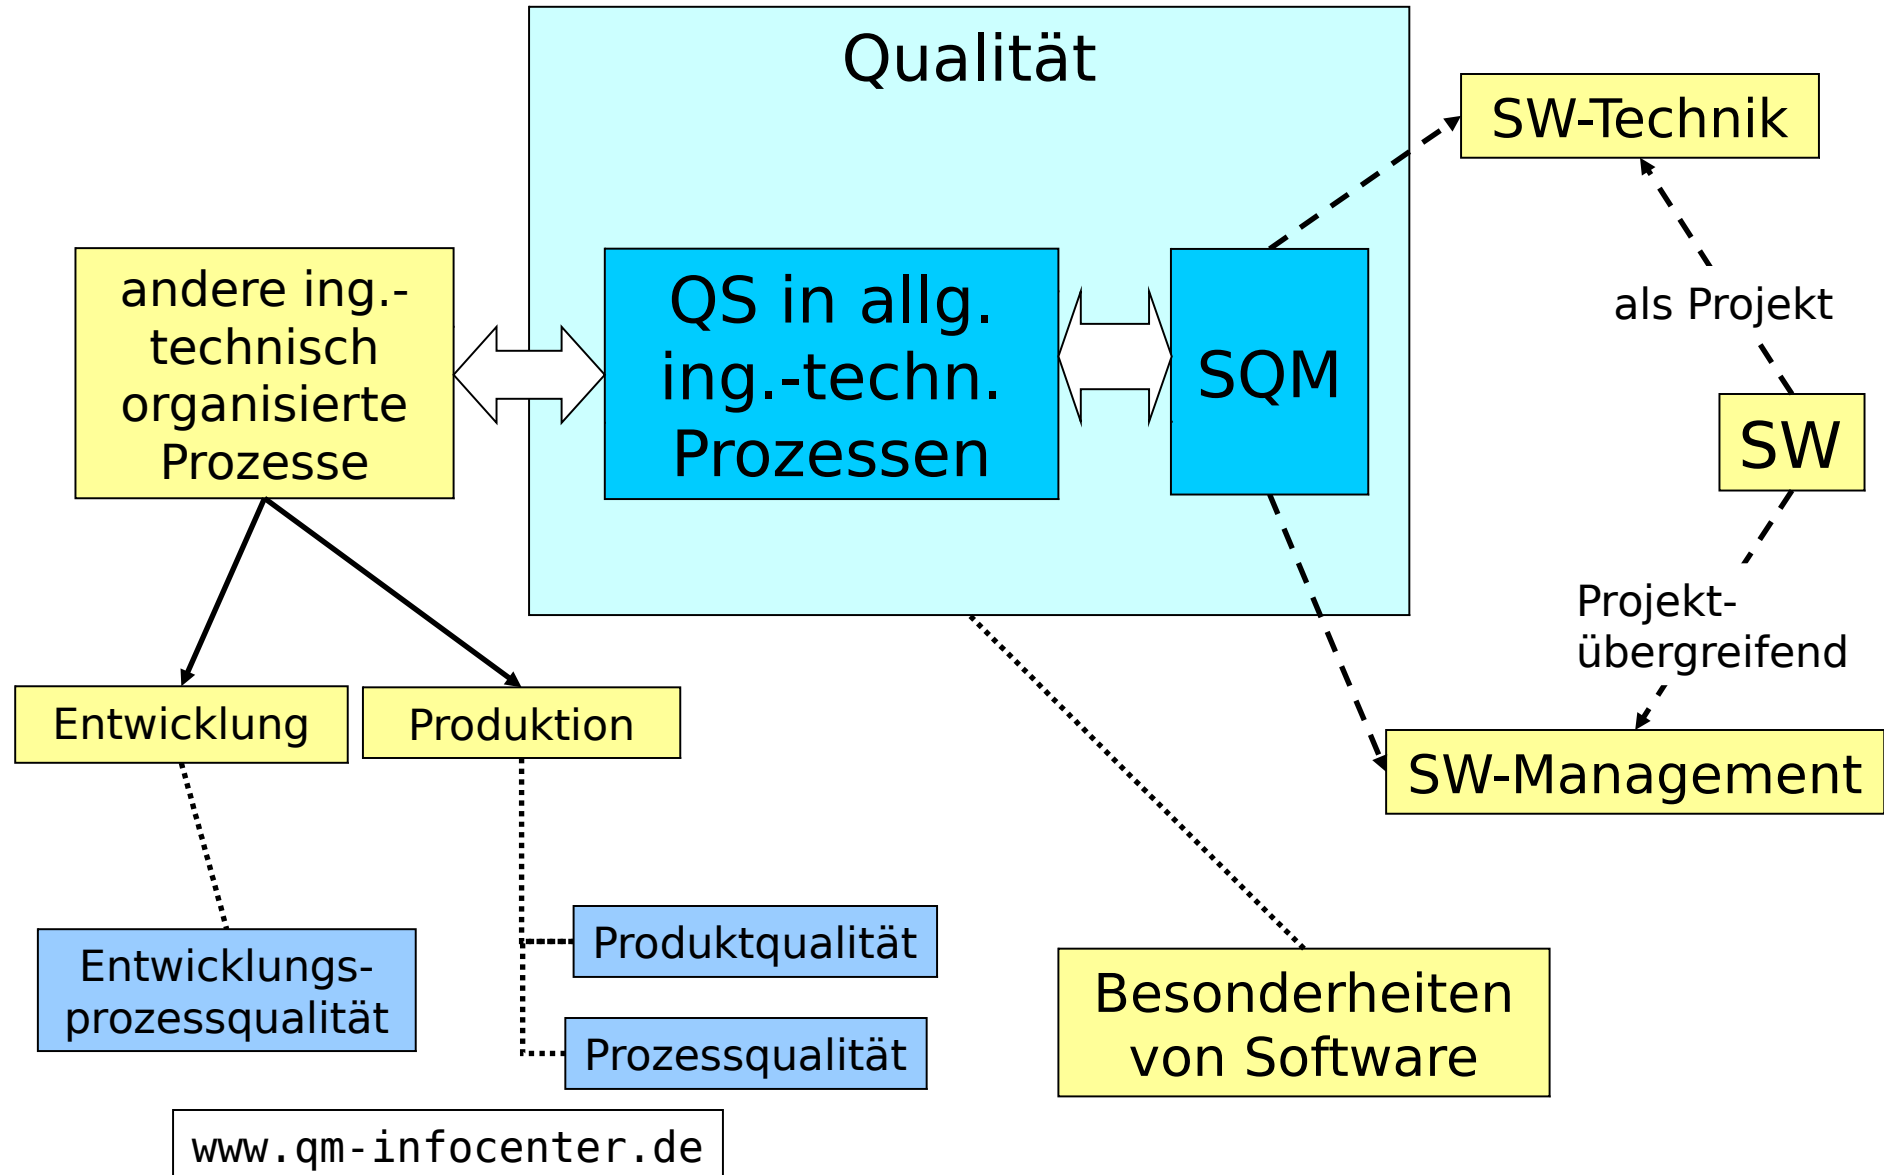 Qualität
SW-Technik
andere ing.-
technisch
organisierte
Prozesse
QS in allg.
ing.-techn.
Prozessen
SQM
als Projekt
SW
Projekt-
übergreifend
Entwicklung
Produktion
SW-Management
Entwicklungs-
prozessqualität
Produktqualität
Prozessqualität
Besonderheiten
von Software
www.qm-infocenter.de